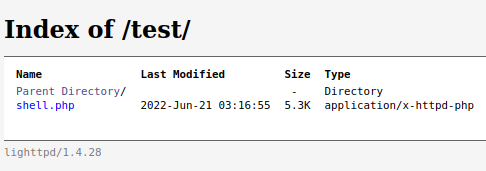 Index of /test/
Name Last Modified Size Type
Parent Directory/ - Directory
shell.php 2022-Jun-21 03:16:55 5.3K application/x-httpd-php
lighttpd/1.4.28